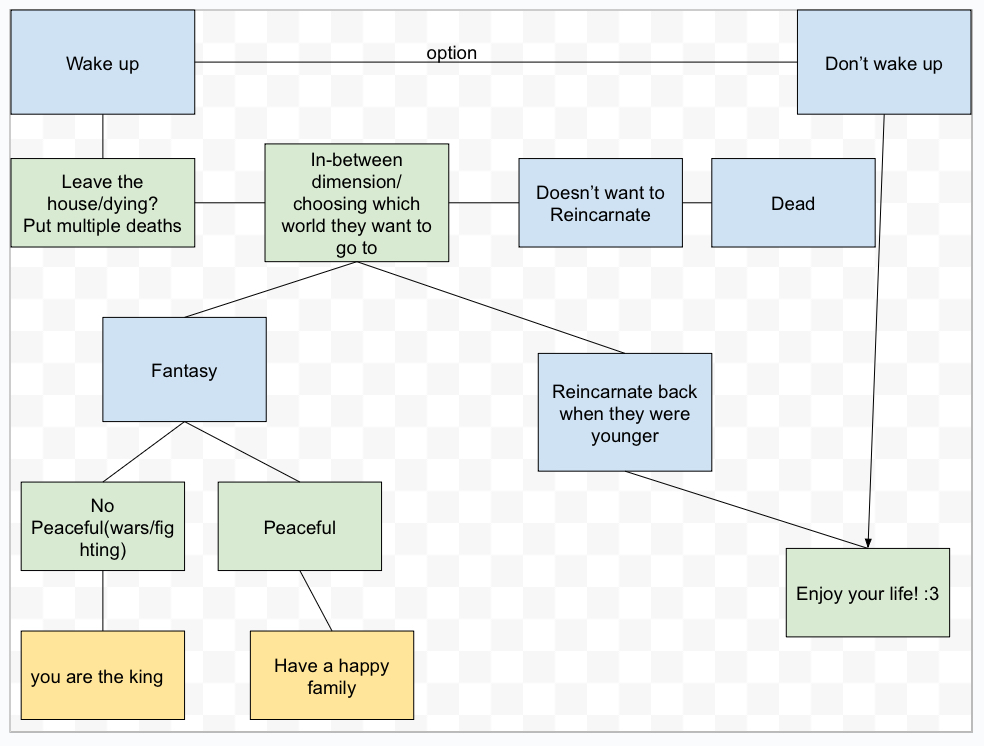 Wake up
option
Don't wake up
Leave the
house/dying?
Put multiple deaths
In-between
dimension/
choosing which
world they want to
go to
Doesn't want to
Reincarnate
Dead
Fantasy
Reincarnate back
when they were
younger
No
Peaceful(wars/fig
hting)
Peaceful
Enjoy your life! :3
you are the king
Have a happy
family